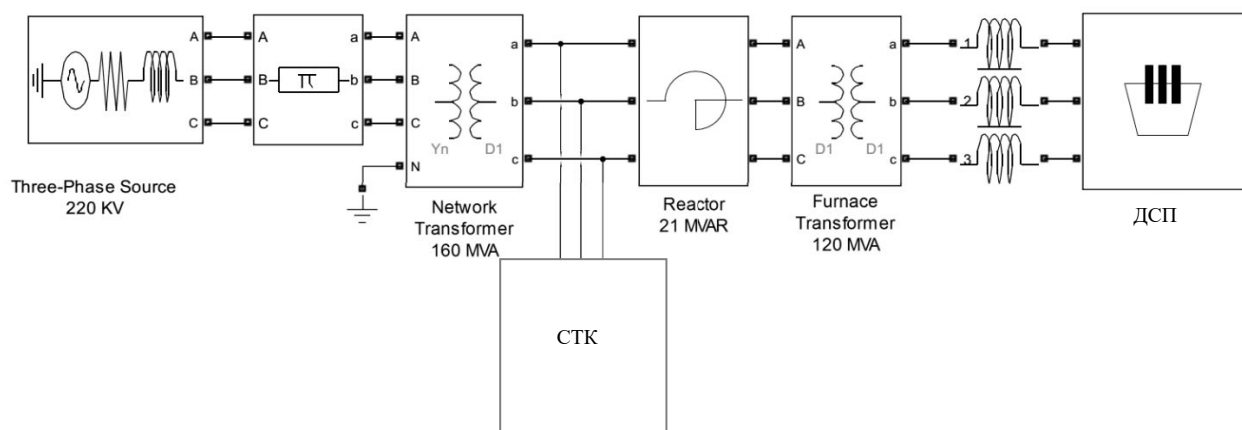 A
B
C
A
B
C
a
b
c
A
B
C
N
a
b
c
A
B
C
a
b
c
1
2
3
π
Yn
D1
D1
D1
Three-Phase Source
220 KV
Network
Transformer
160 MVA
Reactor
21 MVAR
Furnace
Transformer
120 MVA
ДСП
СТК